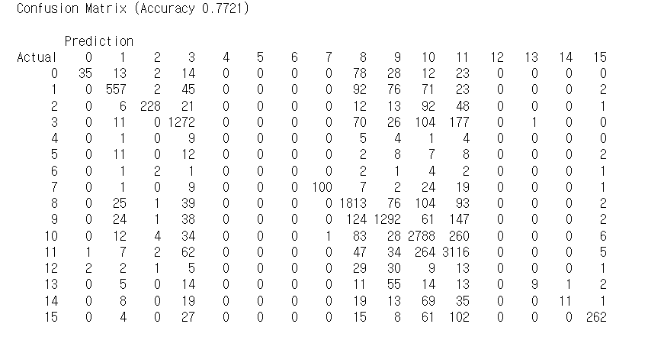 Confusion Matrix (Accuracy 0.7721)
Prediction
Actual 0 1 2 3 4 5 6 7 8 9 10 11 12 13 14 15
0 35 13 2 14 0 0 0 0 78 28 12 23 0 0 0 0
1 0 557 2 45 0 0 0 0 92 76 71 23 0 0 0 2
2 0 6 228 21 0 0 0 0 12 13 92 48 0 0 0 1
3 0 11 0 1272 0 0 0 0 70 26 104 177 0 1 0 0
4 0 1 0 9 0 0 0 0 5 4 1 4 0 0 0 0
5 0 11 0 12 0 0 0 0 2 8 7 8 0 0 0 2
6 0 1 2 1 0 0 0 0 2 1 4 2 0 0 0 1
7 0 1 0 9 0 0 0 100 7 2 24 19 0 0 0 1
8 0 25 1 39 0 0 0 0 1813 76 104 93 0 0 0 2
9 0 24 1 38 0 0 0 0 124 1292 61 147 0 0 0 2
10 0 12 4 34 0 0 0 1 83 28 2788 260 0 0 0 6
11 1 7 2 62 0 0 0 0 47 34 264 3116 0 0 0 5
12 2 2 1 5 0 0 0 0 29 30 9 13 0 0 0 1
13 0 5 0 14 0 0 0 0 11 55 14 13 0 9 1 2
14 0 8 0 19 0 0 0 0 19 13 69 35 0 0 11 1
15 0 4 0 27 0 0 0 0 15 8 61 102 0 0 0 262